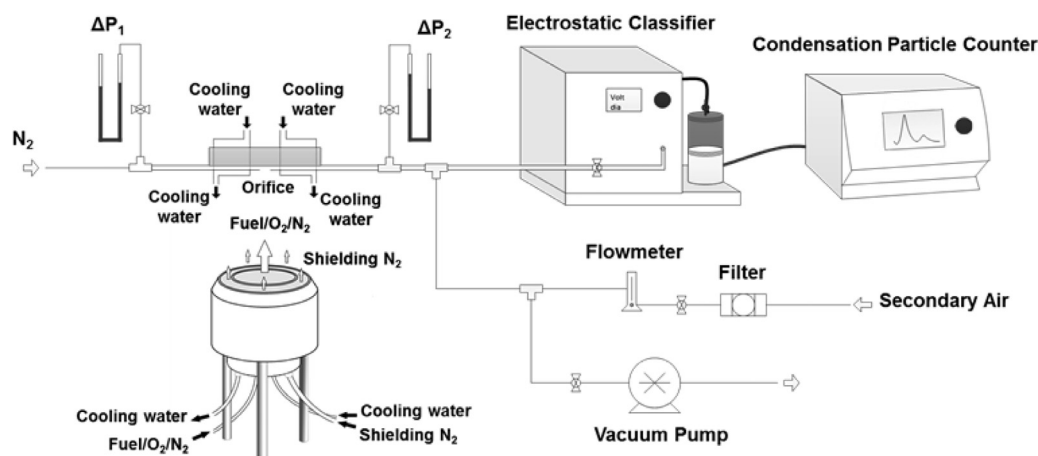 Electrostatic Classifier
ΔP1
ΔP2
Condensation Particle Counter
Cooling
water
Cooling
water
Volt
dia
N2
Cooling
water
Orifice
Cooling
water
Fuel/O2/N2
Shielding N2
Flowmeter
Filter
Secondary Air
Cooling water
Fuel/O2/N2
Cooling water
Shielding N2
Vacuum Pump